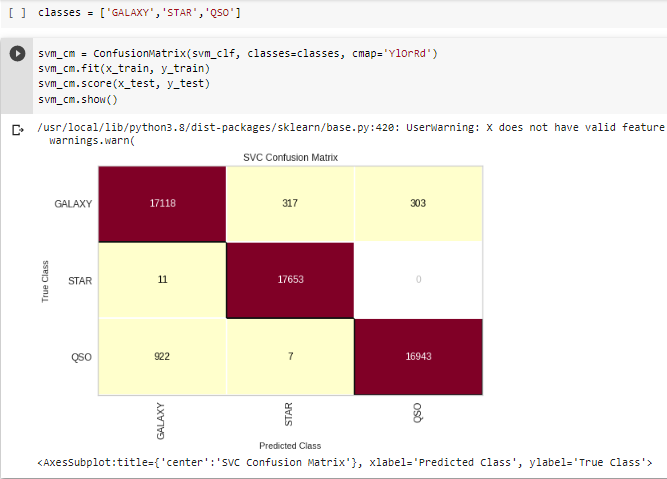 [ ] classes = ['GALAXY','STAR','QSO']
svm_cm = ConfusionMatrix(svm_clf, classes=classes, cmap='YlOrRd')
svm_cm.fit(x_train, y_train)
svm_cm.score(x_test, y_test)
svm_cm.show()
/usr/local/lib/python3.8/dist-packages/sklearn/base.py:420: UserWarning: X does not have valid feature
warnings.warn(
SVC Confusion Matrix
GALAXY 17118 317 303
STAR 11 17653 0
QSO 922 7 16943
True Class
GALAXY STAR QSO
Predicted Class
<AxesSubplot:title={'center':'SVC Confusion Matrix'}, xlabel='Predicted Class', ylabel='True Class'>